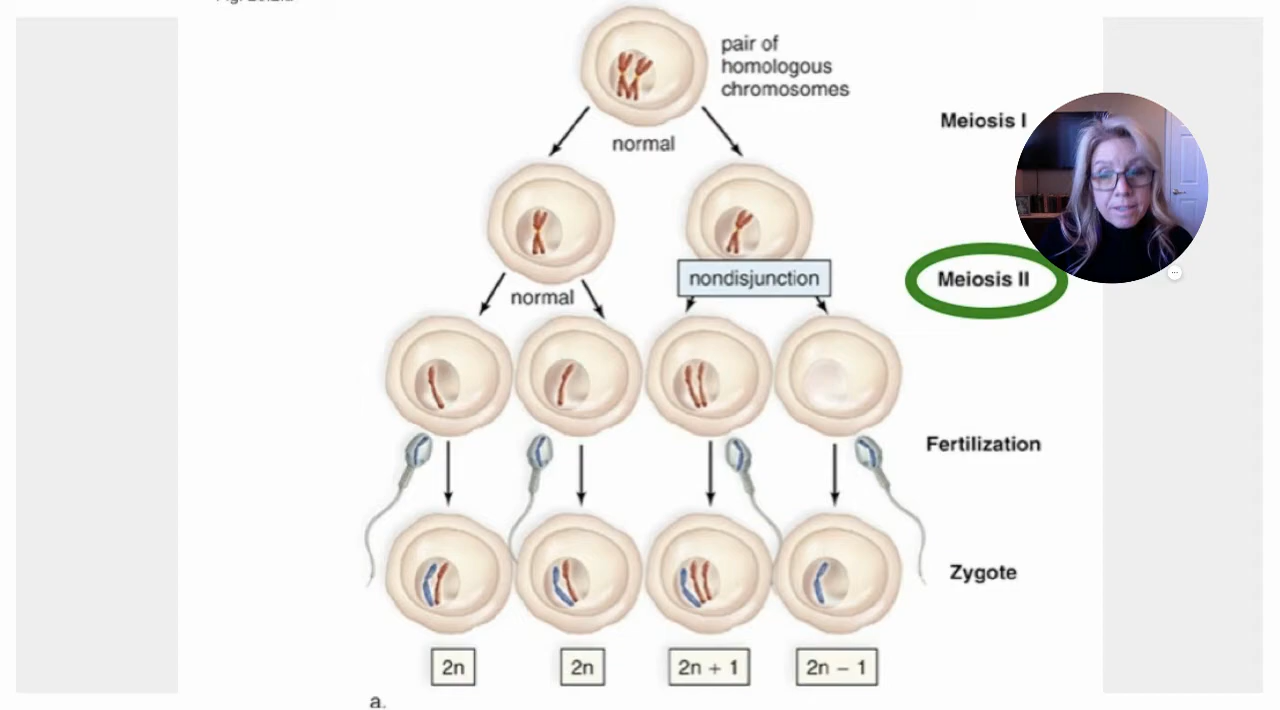 pair of
homologous
chromosomes
Meiosis I
normal
nondisjunction
Meiosis II
normal
Fertilization
Zygote
2n
2n
2n + 1
2n − 1
a.